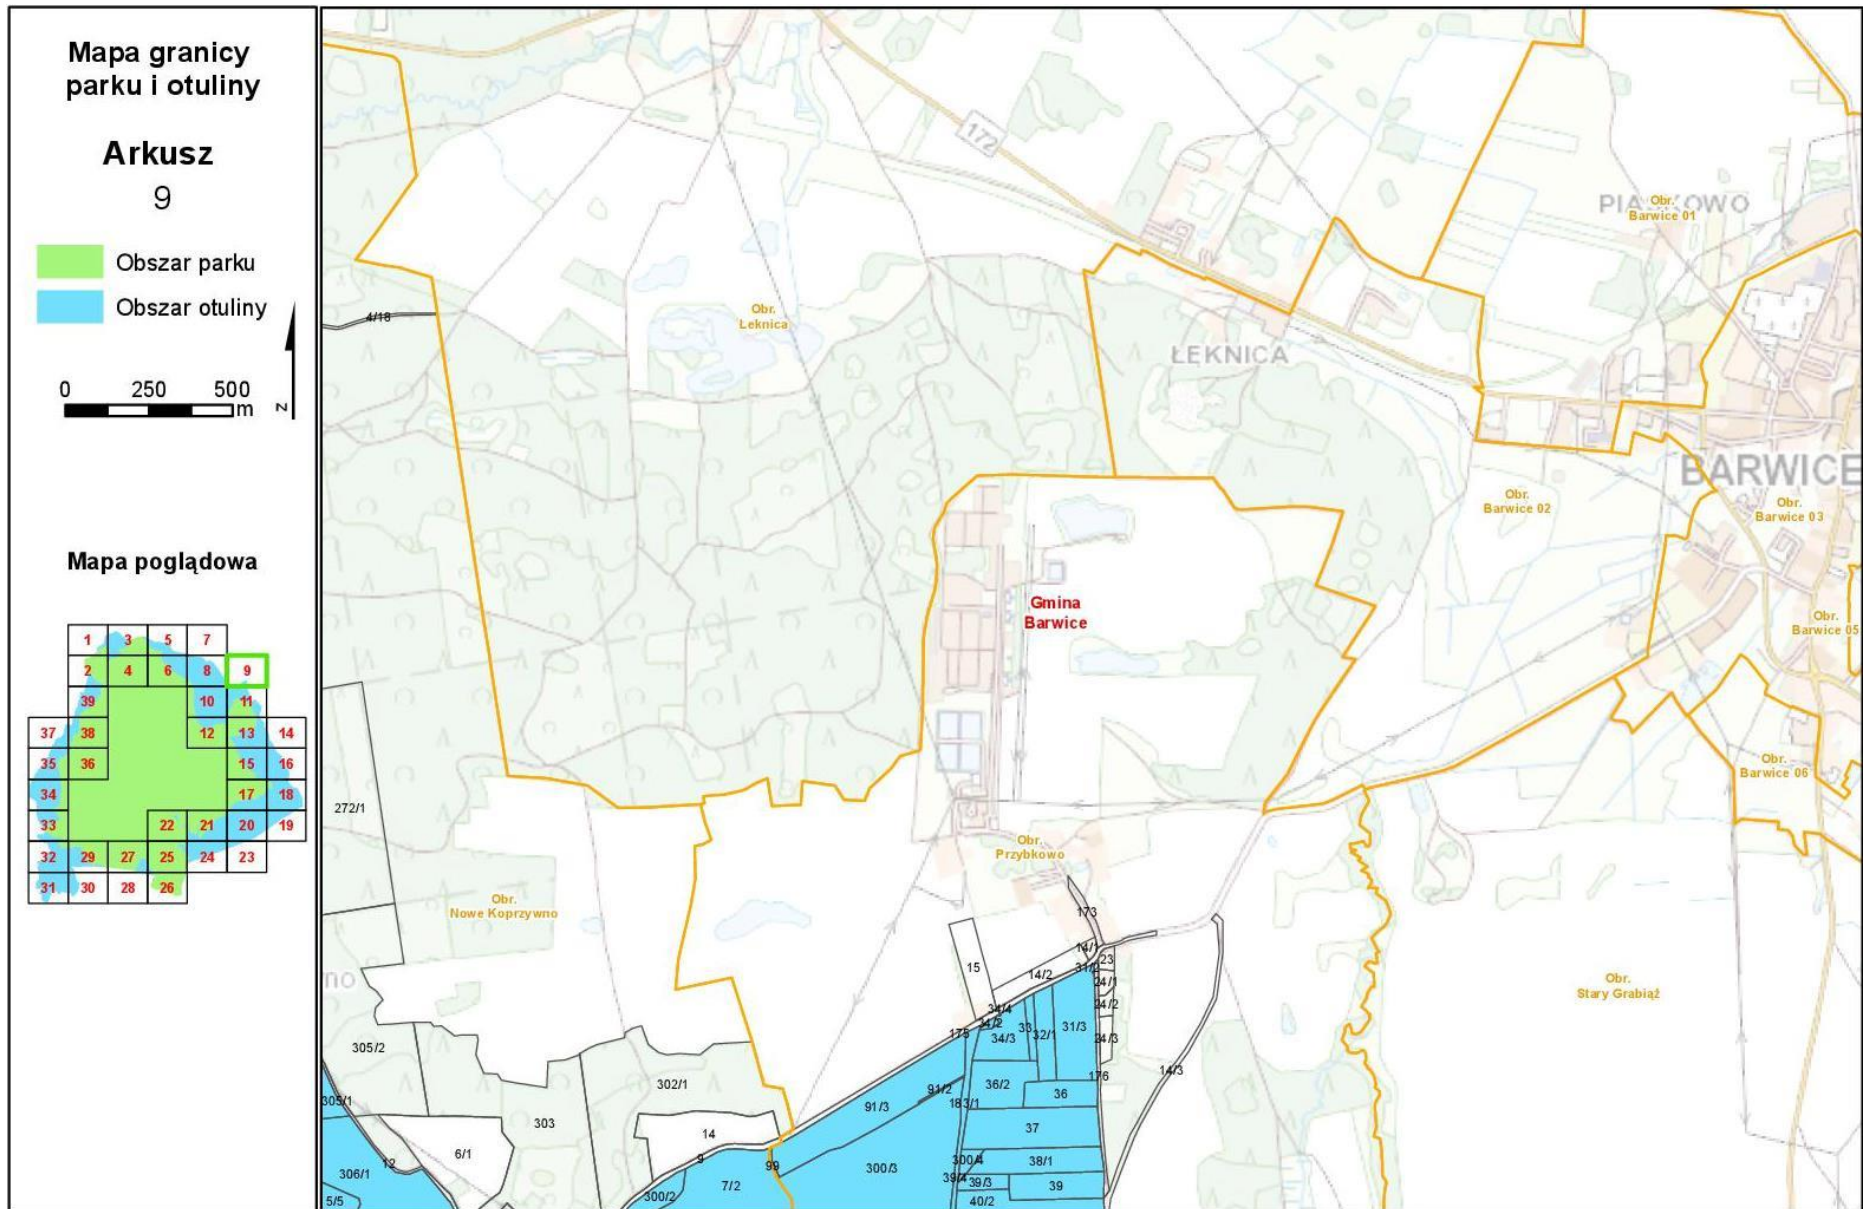 Mapa granicy
parku i otuliny
Arkusz
9
Obszar parku
Obszar otuliny
0 250 500
m
N
Mapa poglądowa
1 3 5 7
2 4 6 8 9
39 10 11
37 38 12 13 14
35 36 15 16
34 17 18
33 22 21 20 19
32 29 27 25 24 23
31 30 28 26
172
Obr.
Barwice 01
4/18
Obr.
Łeknica
ŁĘKNICA
BARWICE
Obr.
Barwice 02
Obr.
Barwice 03
Gmina
Barwice
Obr.
Barwice 05
Obr.
Barwice 06
272/1
Obr.
Przybkowo
Obr.
Nowe Koprzywno
173
14/1
15
14/2
31/2
23
24/1
Obr.
Stary Grabiąż
34/4
24/2
34/2
175
33
31/3
32/1
34/3
24/3
305/2
14/3
176
302/1
36/2
91/2
36
305/1
183/1
91/3
303
37
14
6/1
9
99
300/4
38/1
12
306/1
300/3
39/4
39/3
39
7/2
300/2
5/5
40/2